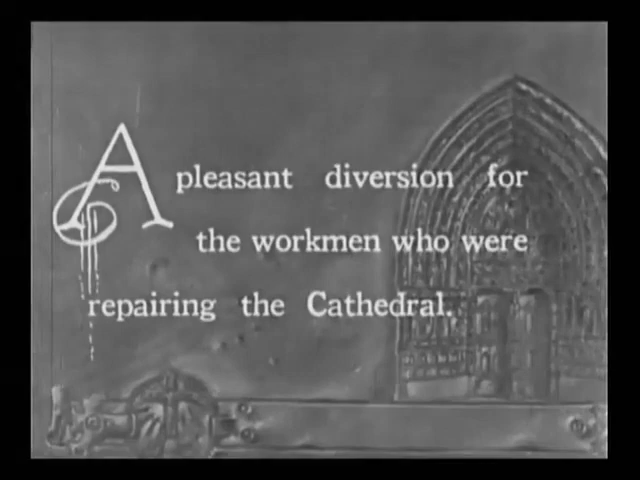 A pleasant diversion for
the workmen who were
repairing the Cathedral.